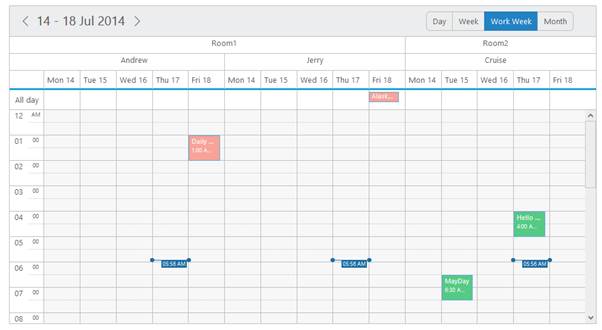 14 - 18 Jul 2014 Day Week Work Week Month
Room1 Room2
Andrew Jerry Cruise
Mon 14 Tue 15 Wed 16 Thu 17 Fri 18 Mon 14 Tue 15 Wed 16 Thu 17 Fri 18 Mon 14 Tue 15 Wed 16 Thu 17 Fri 18
All day
12 AM
01 00 Daily ...
1:00 A...
02 00
03 00
04 00 Hello ...
4:00 A...
05 00
05:58 AM 05:58 AM 05:58 AM
06 00
MayDay
6:30 A...
07 00
08 00